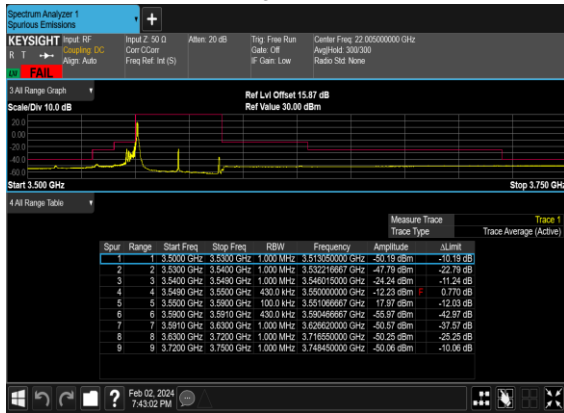 Spectrum Analyzer 1
Spurious Emissions
KEYSIGHT Input: RF Input Z: 50 Ω Atten: 20 dB Trig: Free Run Center Freq: 22.005000000 GHz
R T Coupling: DC Corr CCorr Gate: Off Avg|Hold: 300/300
Align: Auto Freq Ref: Int (S) IF Gain: Low Radio Std: None
FAIL
3 All Range Graph Ref Lvl Offset 15.87 dB
Scale/Div 10.0 dB Ref Value 30.00 dBm
20.0
0.00
-20.0
-40.0
-60.0
Start 3.500 GHz Stop 3.750 GHz
4 All Range Table
Measure Trace Trace 1
Trace Type Trace Average (Active)
Spur Range Start Freq Stop Freq RBW Frequency Amplitude ΔLimit
1 1 3.5000 GHz 3.5300 GHz 1.000 MHz 3.513050000 GHz -50.19 dBm -10.19 dB
2 2 3.5300 GHz 3.5400 GHz 1.000 MHz 3.532216667 GHz -47.79 dBm -22.79 dB
3 3 3.5400 GHz 3.5490 GHz 1.000 MHz 3.546015000 GHz -24.24 dBm -11.24 dB
4 4 3.5490 GHz 3.5500 GHz 430.0 kHz 3.550000000 GHz -12.23 dBm F 0.770 dB
5 5 3.5500 GHz 3.5900 GHz 100.0 kHz 3.551066667 GHz 17.97 dBm -12.03 dB
6 6 3.5900 GHz 3.5910 GHz 430.0 kHz 3.590466667 GHz -55.97 dBm -42.97 dB
7 7 3.5910 GHz 3.6300 GHz 1.000 MHz 3.626620000 GHz -50.57 dBm -37.57 dB
8 8 3.6300 GHz 3.7200 GHz 1.000 MHz 3.716550000 GHz -50.25 dBm -25.25 dB
9 9 3.7200 GHz 3.7500 GHz 1.000 MHz 3.748450000 GHz -50.06 dBm -10.06 dB
Feb 02, 2024
7:43:02 PM